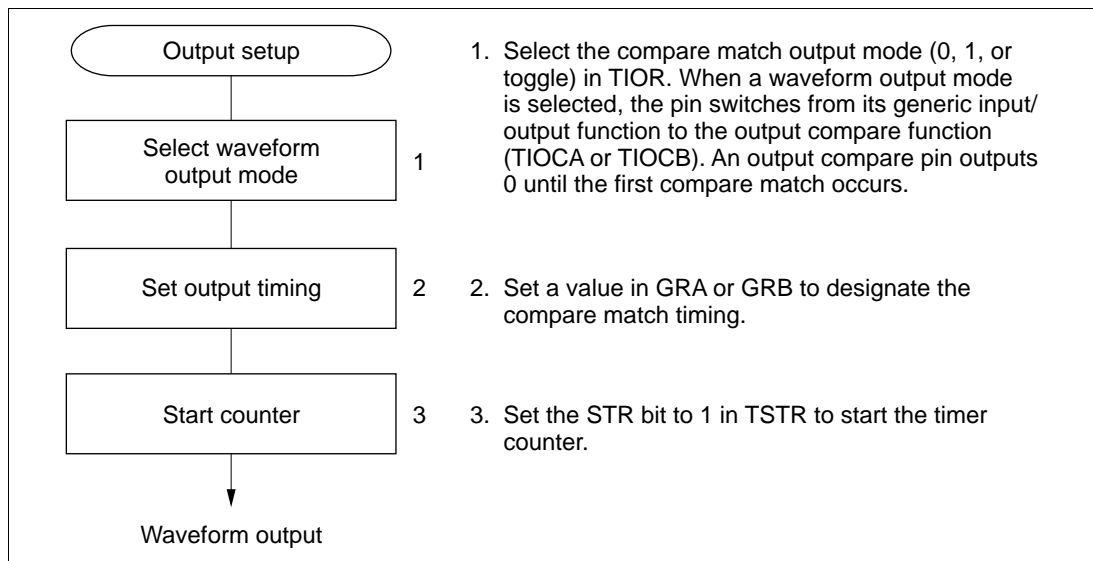 Output setup
Select waveform
output mode
1
1. Select the compare match output mode (0, 1, or
toggle) in TIOR. When a waveform output mode
is selected, the pin switches from its generic input/
output function to the output compare function
(TIOCA or TIOCB). An output compare pin outputs
0 until the first compare match occurs.
Set output timing
2
2. Set a value in GRA or GRB to designate the
compare match timing.
Start counter
3
3. Set the STR bit to 1 in TSTR to start the timer
counter.
Waveform output